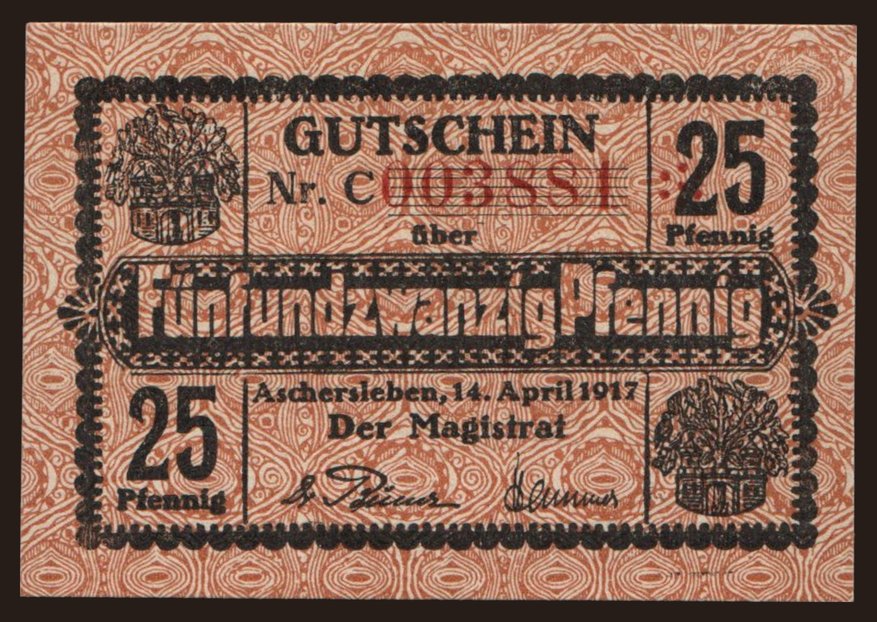 GUTSCHEIN
Nr. C 003881
über
25
Pfennig
Fünfundzwanzig Pfennig
25
Pfennig
Aschersleben, 14. April 1917
Der Magistrat